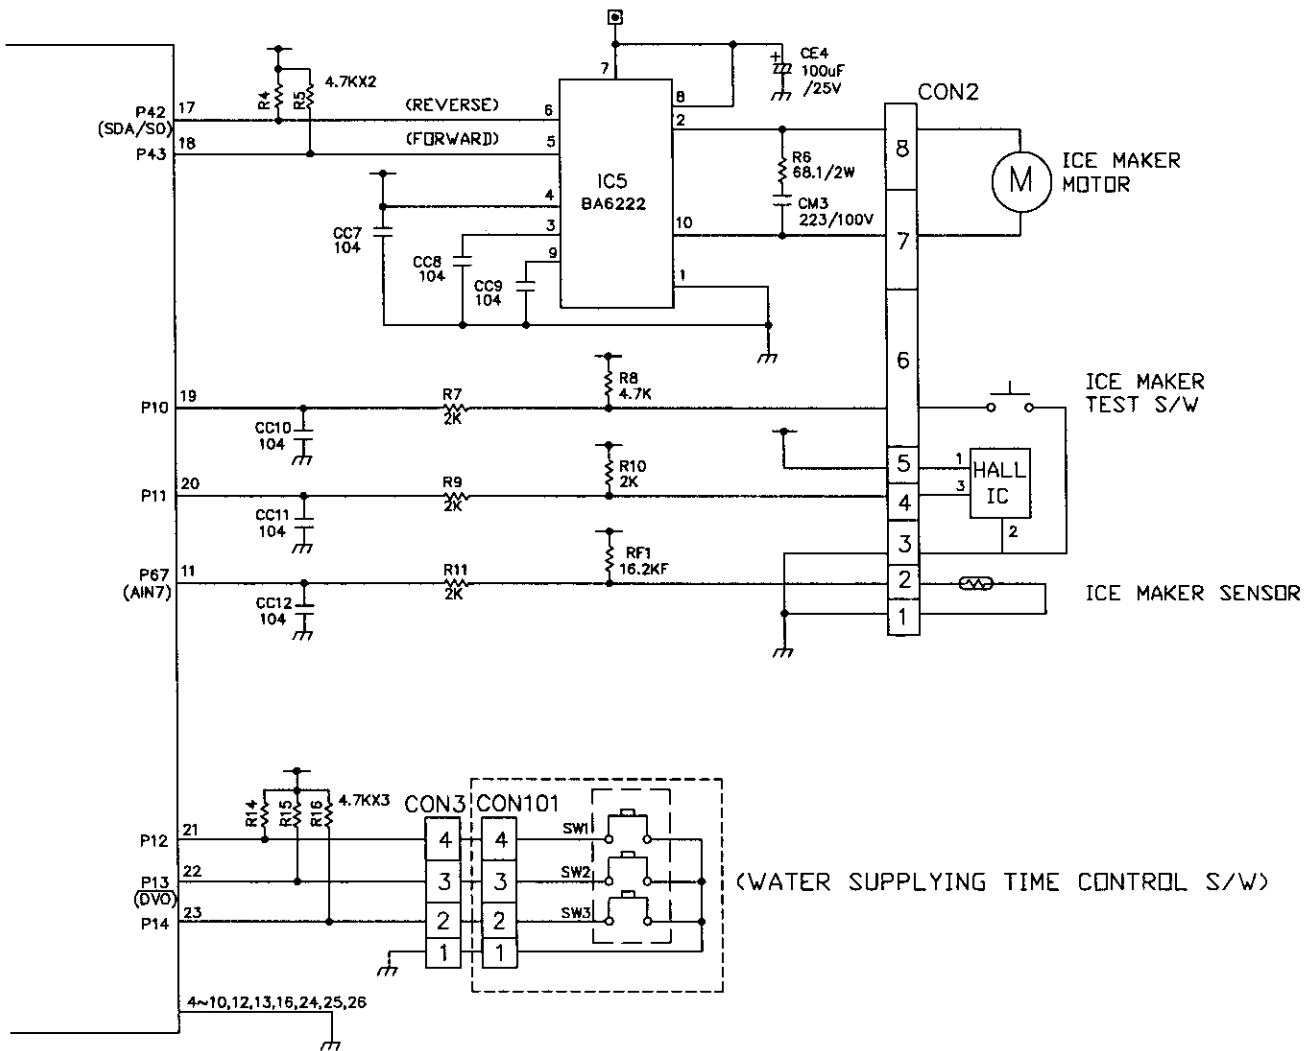 CE4
100uF
/25V
7
8
2
CON2
4.7KX2
R4
R5
P42
17
(REVERSE)
6
(SDA/SO)
18
(FORWARD)
5
P43
IC5
BA6222
R6
68.1/2W
CM3
223/100V
8
M
ICE MAKER
MOTOR
4
3
9
10
1
7
CC7
104
CC8
104
CC9
104
6
P10
19
R7
2K
R8
4.7K
CC10
104
ICE MAKER
TEST S/W
P11
20
R9
2K
R10
2K
CC11
104
5
4
1
3
HALL
IC
2
3
P67
11
(AIN7)
R11
2K
RF1
16.2KF
CC12
104
2
1
ICE MAKER SENSOR
R14
R15
R16
4.7KX3
CON3
CON101
P12
21
4
4
SW1
P13
22
3
3
SW2
(WATER SUPPLYING TIME CONTROL S/W)
(DVO)
P14
23
2
2
SW3
1
1
4~10,12,13,16,24,25,26